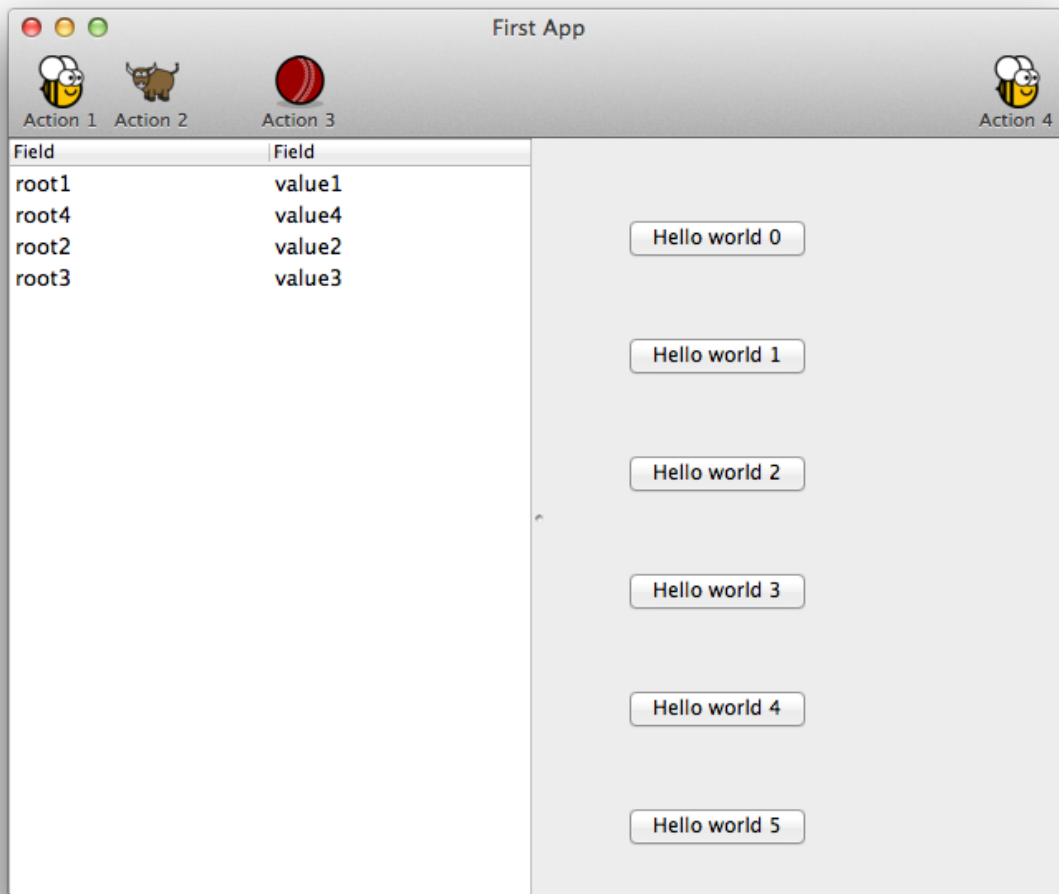 First App
Action 1 Action 2 Action 3 Action 4
Field Field
root1 value1
root4 value4
root2 value2
root3 value3
Hello world 0
Hello world 1
Hello world 2
Hello world 3
Hello world 4
Hello world 5